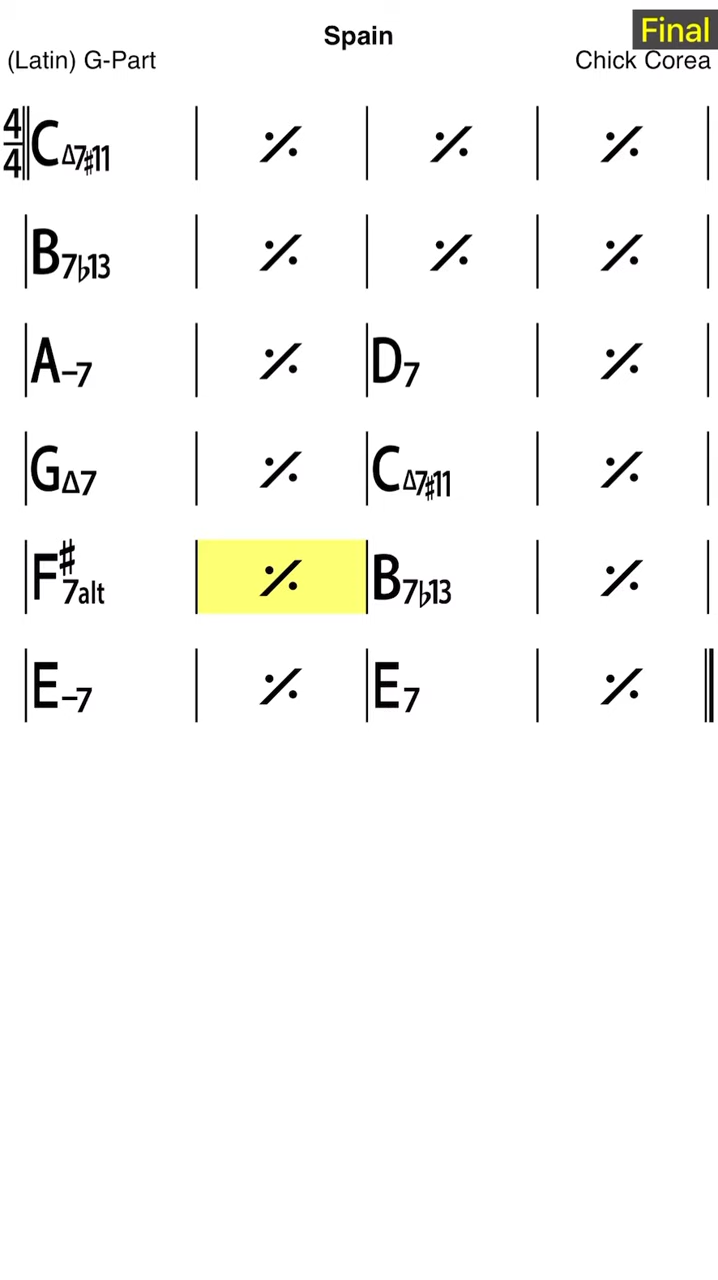 Spain
Final
(Latin) G-Part
Chick Corea
4/4 CΔ7♯11 | 𝄎 | 𝄎 | 𝄎
B7♭13 | 𝄎 | 𝄎 | 𝄎
A–7 | 𝄎 | D7 | 𝄎
GΔ7 | 𝄎 | CΔ7♯11 | 𝄎
F♯7alt | 𝄎 | B7♭13 | 𝄎
E–7 | 𝄎 | E7 | 𝄎